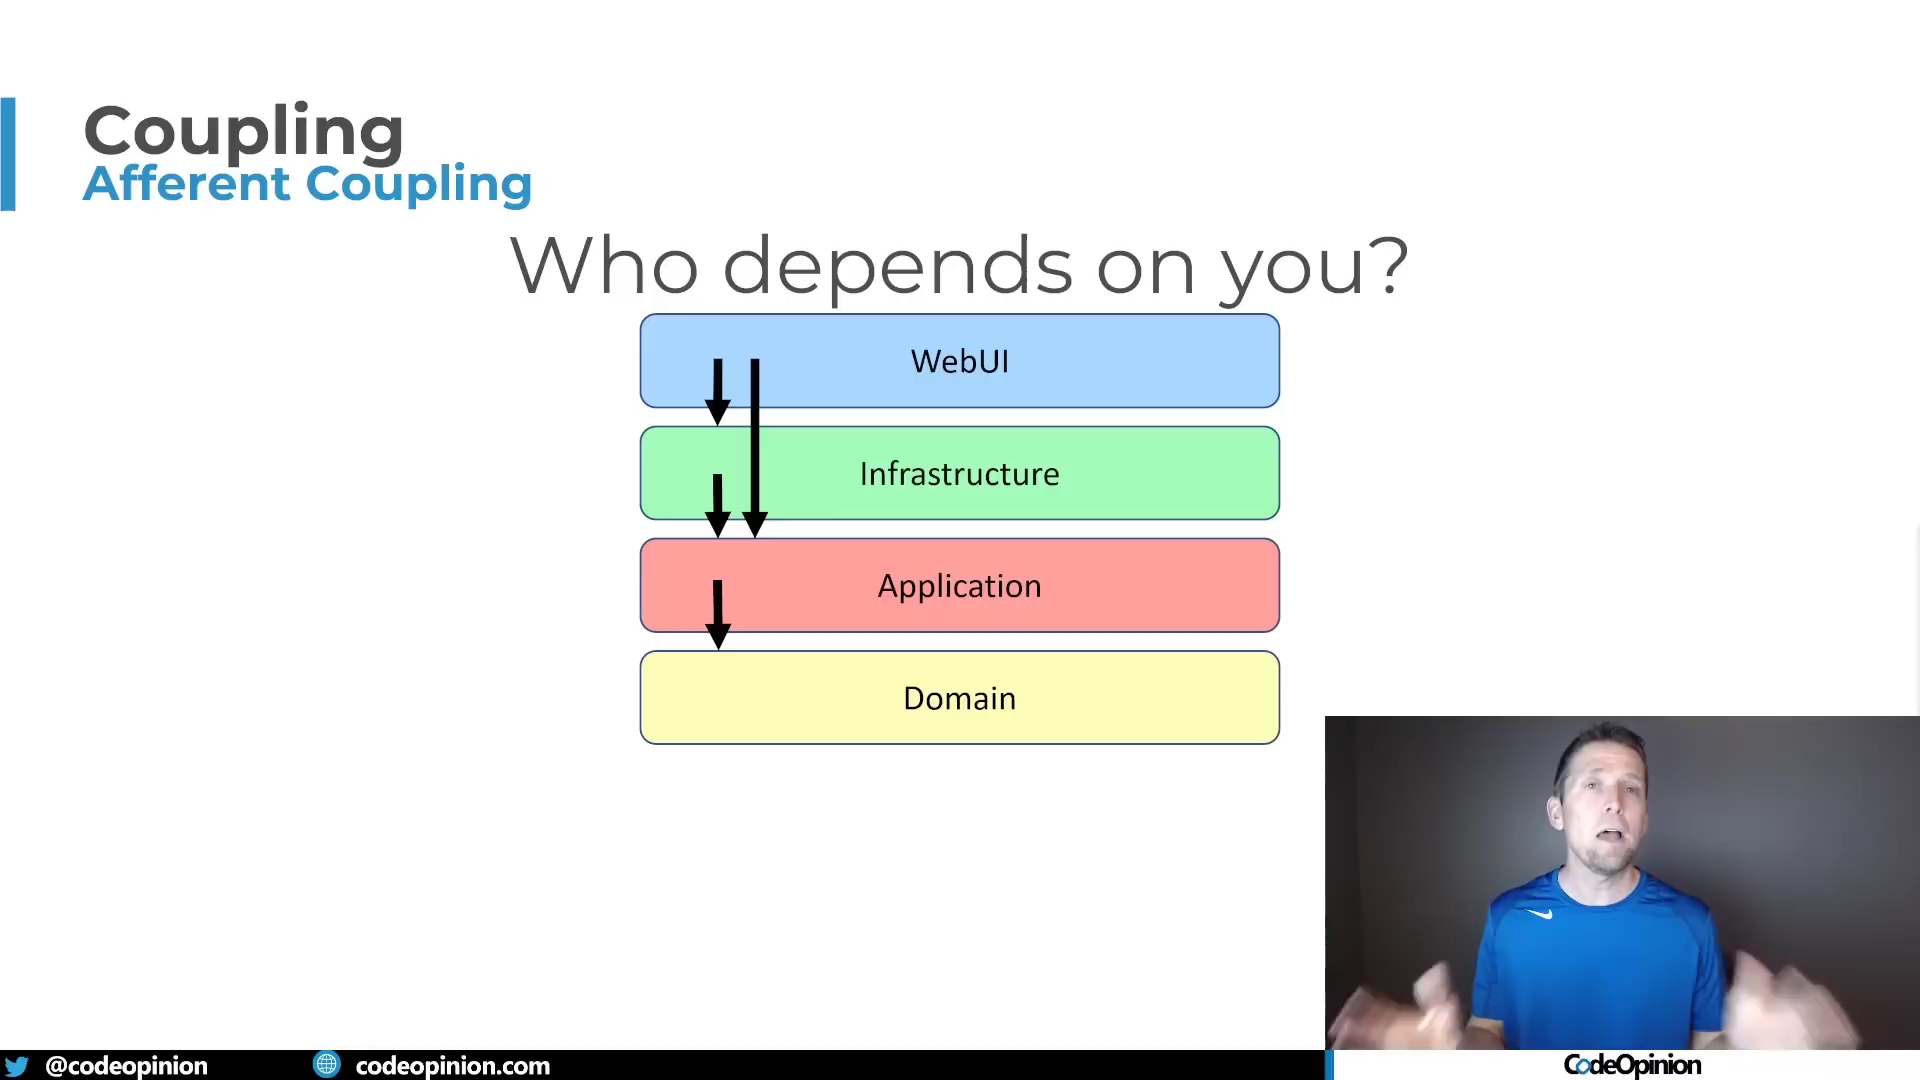 Coupling
Afferent Coupling
Who depends on you?
WebUI
Infrastructure
Application
Domain
@codeopinion
codeopinion.com
CodeOpinion